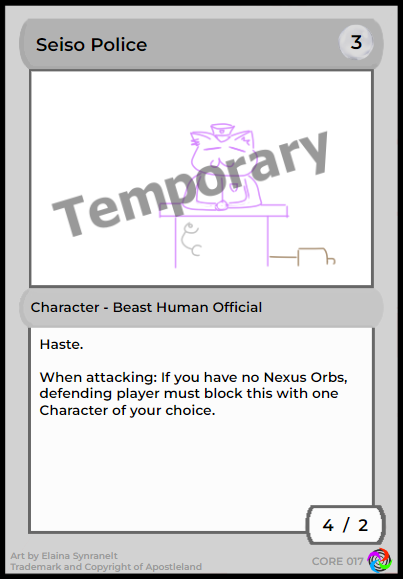 Seiso Police
3
Temporary
Character - Beast Human Official
Haste.
When attacking: If you have no Nexus Orbs,
defending player must block this with one
Character of your choice.
4 / 2
Art by Elaina Synranelt
Trademark and Copyright of Apostleland
CORE 017